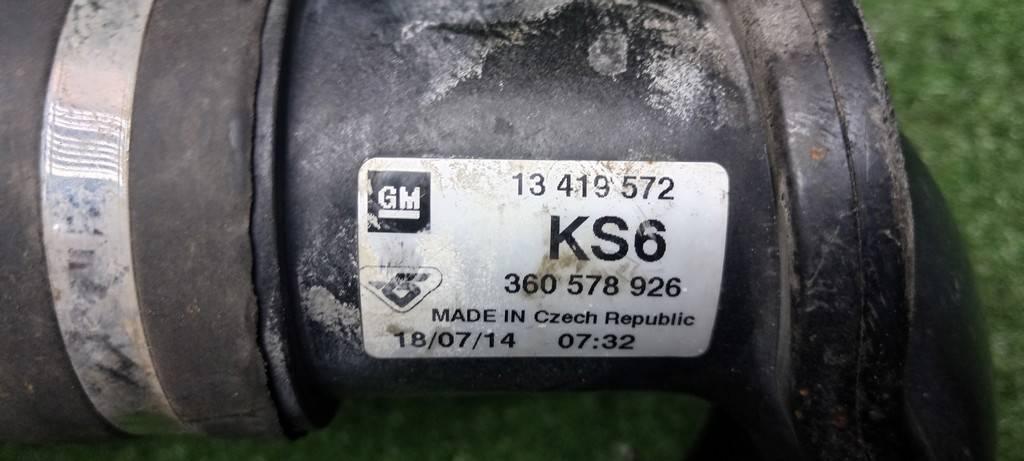 GM
13 419 572
KS6
360 578 926
MADE IN Czech Republic
18/07/14 07:32